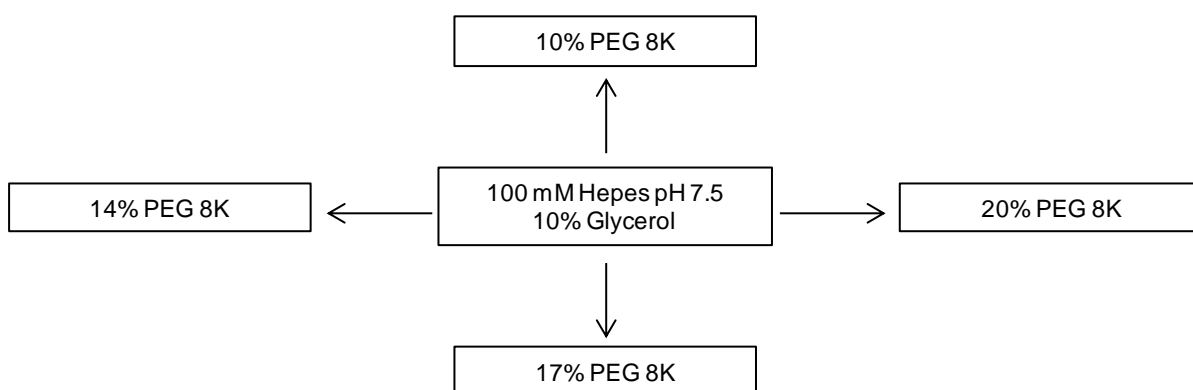 10% PEG 8K
14% PEG 8K
100 mM Hepes pH 7.5
10% Glycerol
20% PEG 8K
17% PEG 8K